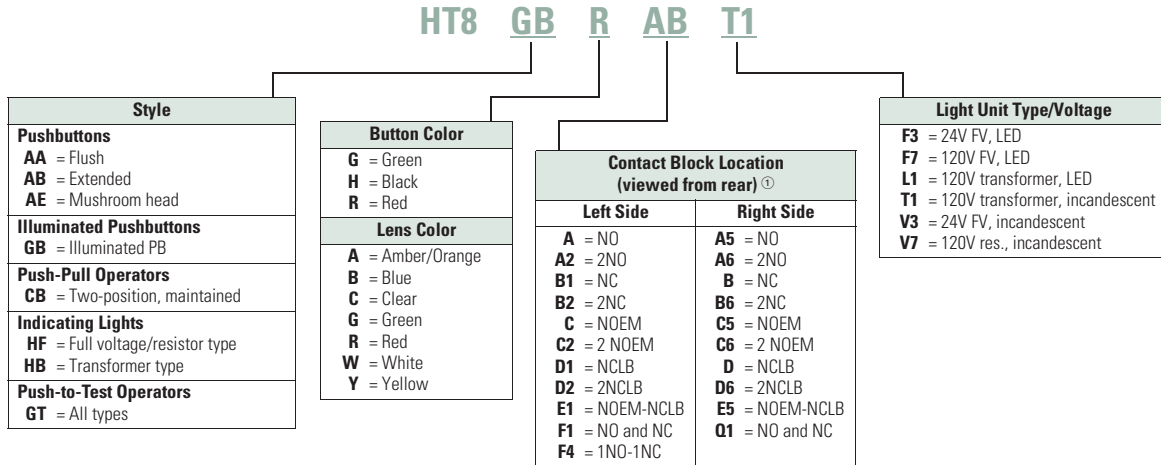 HT8 GB R AB T1
Style
Pushbuttons
AA = Flush
AB = Extended
AE = Mushroom head
Illuminated Pushbuttons
GB = Illuminated PB
Push-Pull Operators
CB = Two-position, maintained
Indicating Lights
HF = Full voltage/resistor type
HB = Transformer type
Push-to-Test Operators
GT = All types
Button Color
G = Green
H = Black
R = Red
Lens Color
A = Amber/Orange
B = Blue
C = Clear
G = Green
R = Red
W = White
Y = Yellow
Contact Block Location
(viewed from rear) ①
Left Side
A = NO
A2 = 2NO
B1 = NC
B2 = 2NC
C = NOEM
C2 = 2 NOEM
D1 = NCLB
D2 = 2NCLB
E1 = NOEM-NCLB
F1 = NO and NC
F4 = 1NO-1NC
Right Side
A5 = NO
A6 = 2NO
B = NC
B6 = 2NC
C5 = NOEM
C6 = 2 NOEM
D = NCLB
D6 = 2NCLB
E5 = NOEM-NCLB
Q1 = NO and NC
Light Unit Type/Voltage
F3 = 24V FV, LED
F7 = 120V FV, LED
L1 = 120V transformer, LED
T1 = 120V transformer, incandescent
V3 = 24V FV, incandescent
V7 = 120V res., incandescent